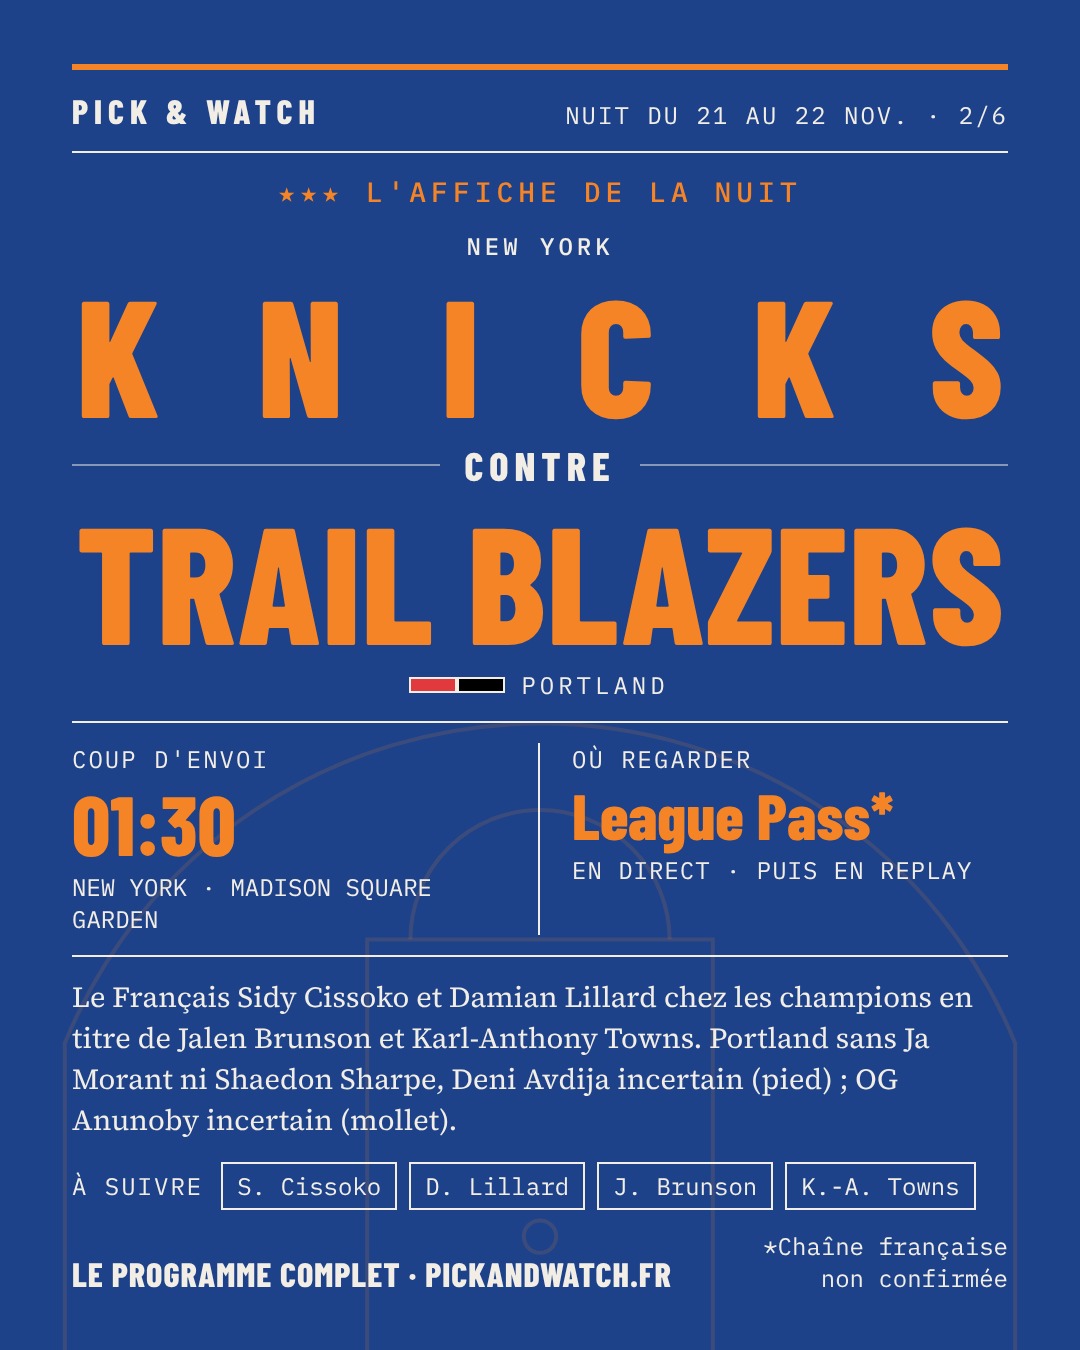 PICK & WATCH
NUIT DU 21 AU 22 NOV. · 2/6
★★★ L'AFFICHE DE LA NUIT
NEW YORK
KNICKS
CONTRE
TRAIL BLAZERS
PORTLAND
COUP D'ENVOI
01:30
NEW YORK · MADISON SQUARE
GARDEN
OÙ REGARDER
League Pass*
EN DIRECT · PUIS EN REPLAY
Le Français Sidy Cissoko et Damian Lillard chez les champions en
titre de Jalen Brunson et Karl-Anthony Towns. Portland sans Ja
Morant ni Shaedon Sharpe, Deni Avdija incertain (pied) ; OG
Anunoby incertain (mollet).
À SUIVRE S. Cissoko D. Lillard J. Brunson K.-A. Towns
LE PROGRAMME COMPLET · PICKANDWATCH.FR
*Chaîne française
non confirmée